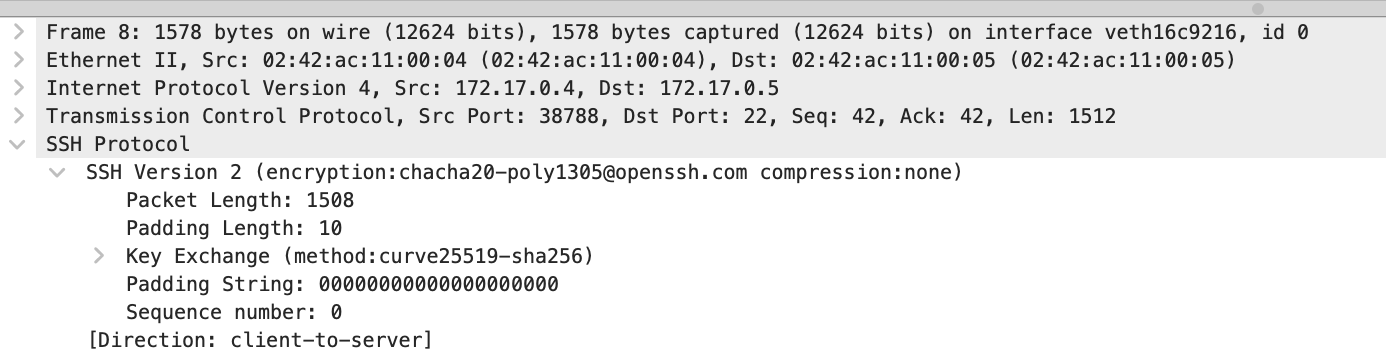 Frame 8: 1578 bytes on wire (12624 bits), 1578 bytes captured (12624 bits) on interface veth16c9216, id 0
Ethernet II, Src: 02:42:ac:11:00:04 (02:42:ac:11:00:04), Dst: 02:42:ac:11:00:05 (02:42:ac:11:00:05)
Internet Protocol Version 4, Src: 172.17.0.4, Dst: 172.17.0.5
Transmission Control Protocol, Src Port: 38788, Dst Port: 22, Seq: 42, Ack: 42, Len: 1512
SSH Protocol
SSH Version 2 (encryption:chacha20-poly1305@openssh.com compression:none)
Packet Length: 1508
Padding Length: 10
Key Exchange (method:curve25519-sha256)
Padding String: 00000000000000000000
Sequence number: 0
[Direction: client-to-server]